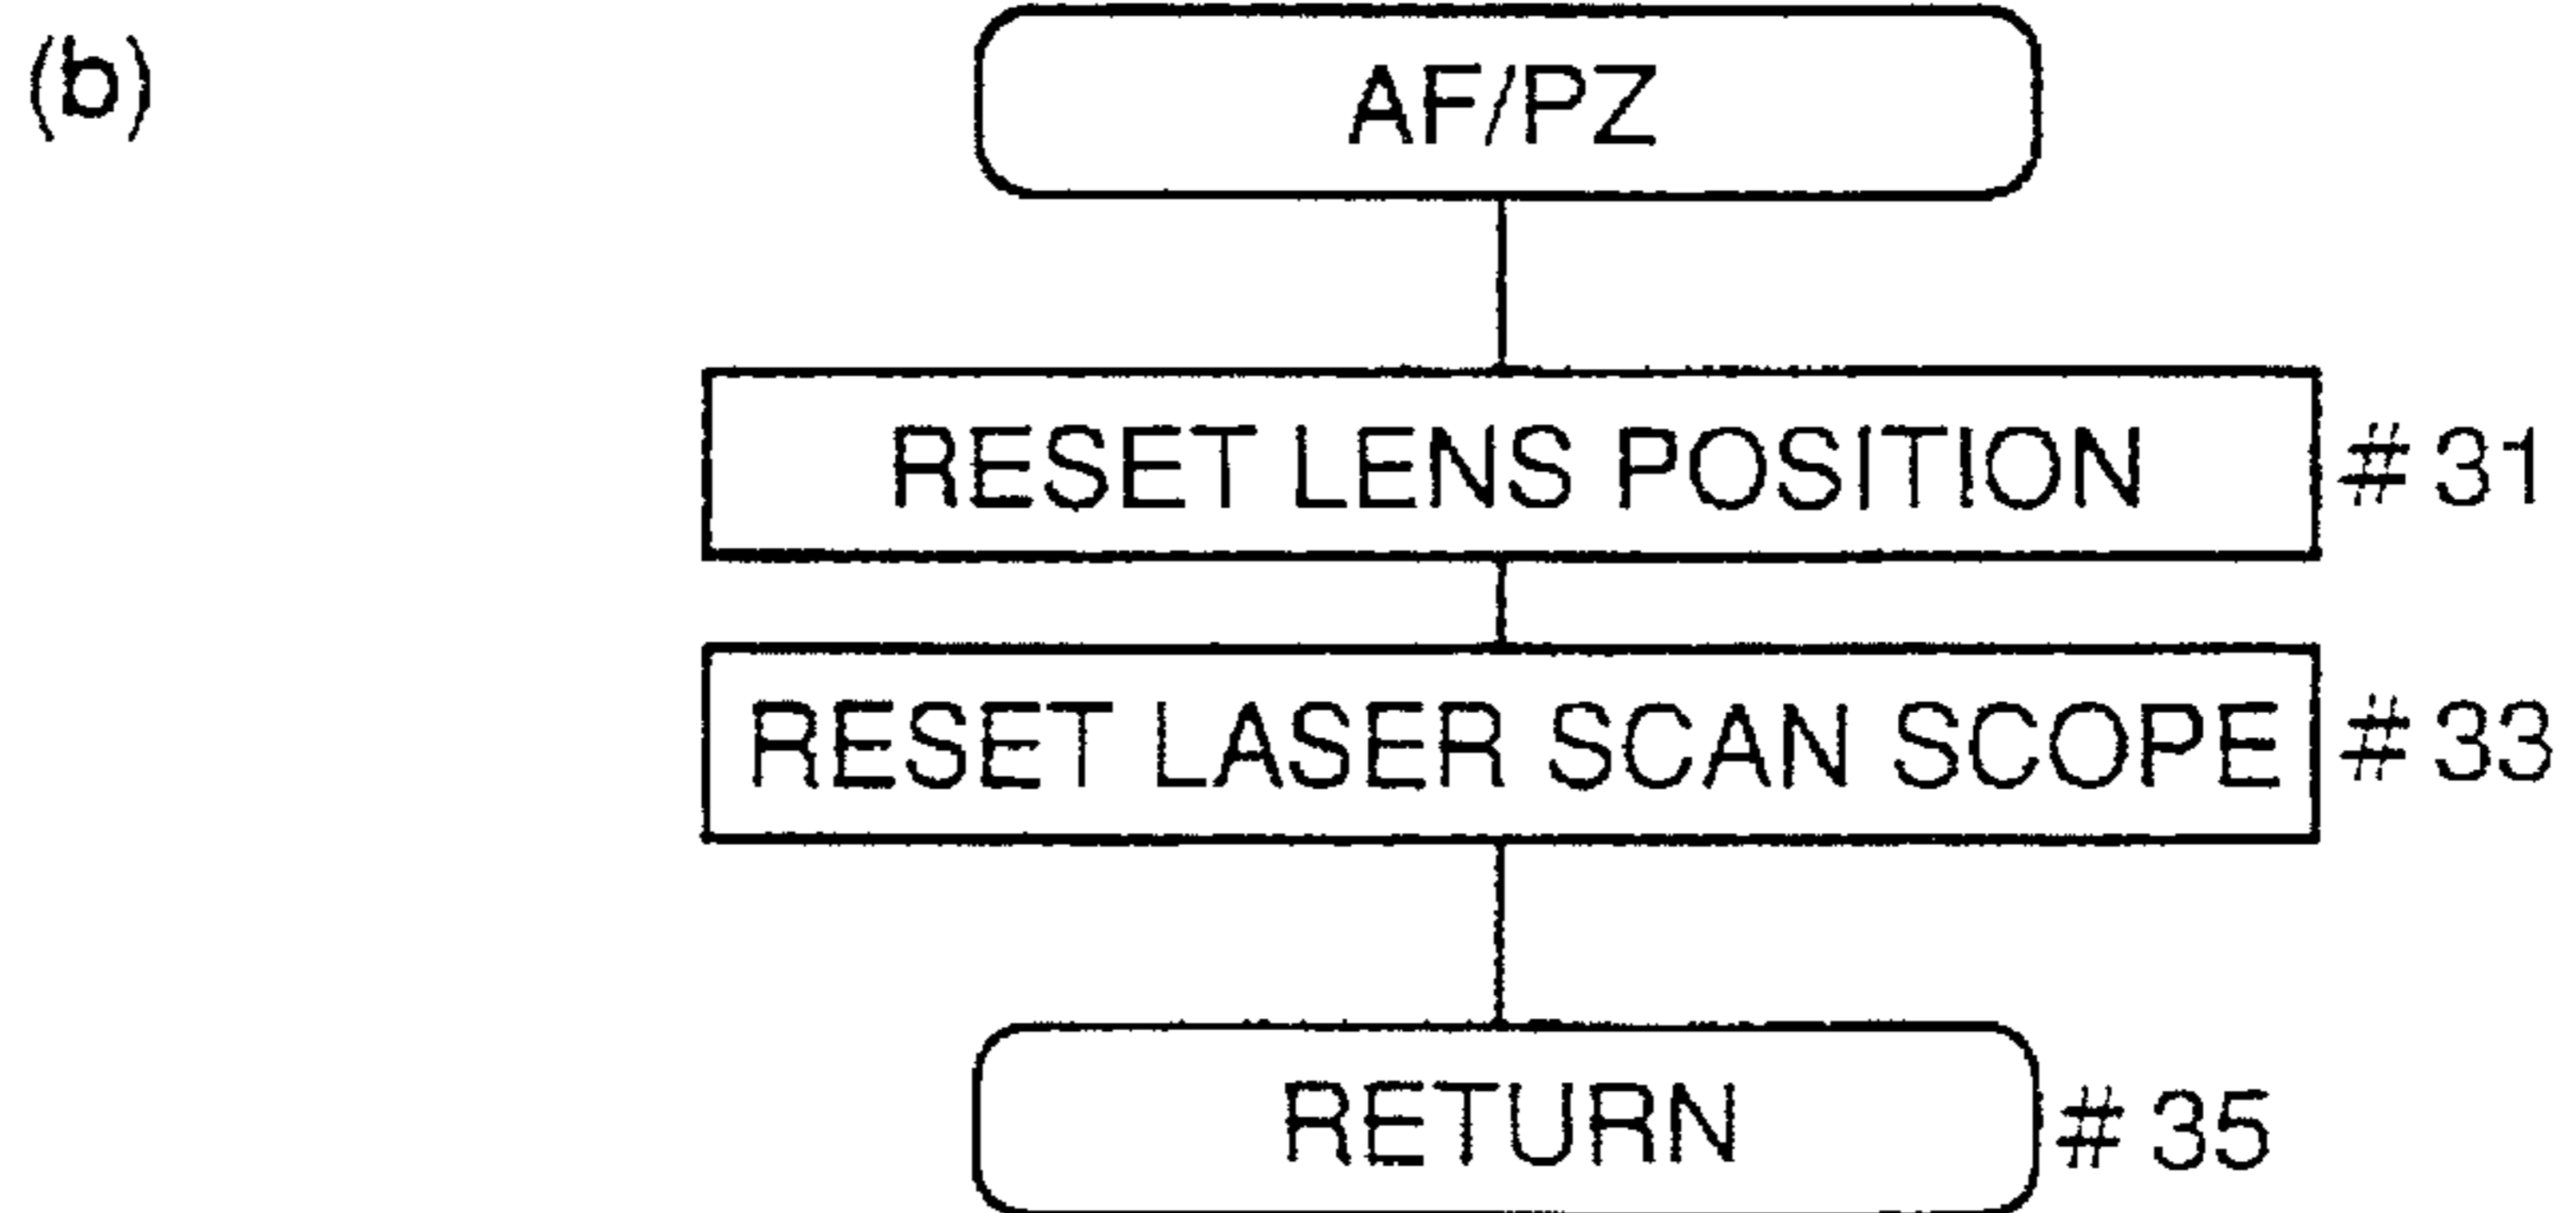 (b)
AF/PZ
RESET LENS POSITION #31
RESET LASER SCAN SCOPE #33
RETURN #35